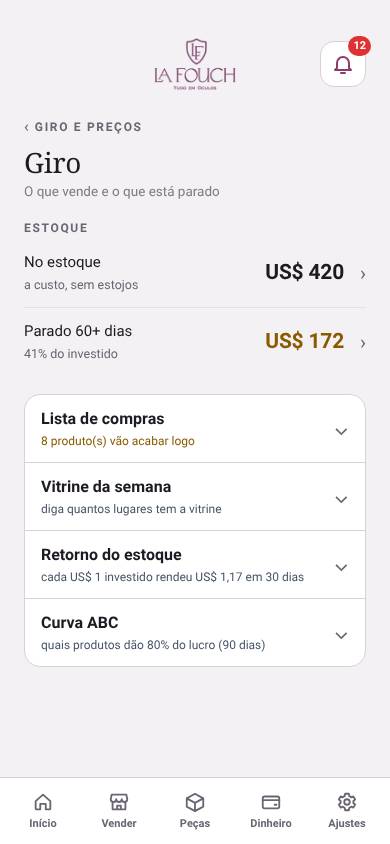 LF
LA FOUCH
Tudo em Óculos
12
‹ GIRO E PREÇOS
Giro
O que vende e o que está parado
ESTOQUE
No estoque
a custo, sem estojos
US$ 420 ›
Parado 60+ dias
41% do investido
US$ 172 ›
Lista de compras
8 produto(s) vão acabar logo
Vitrine da semana
diga quantos lugares tem a vitrine
Retorno do estoque
cada US$ 1 investido rendeu US$ 1,17 em 30 dias
Curva ABC
quais produtos dão 80% do lucro (90 dias)
Início
Vender
Peças
Dinheiro
Ajustes